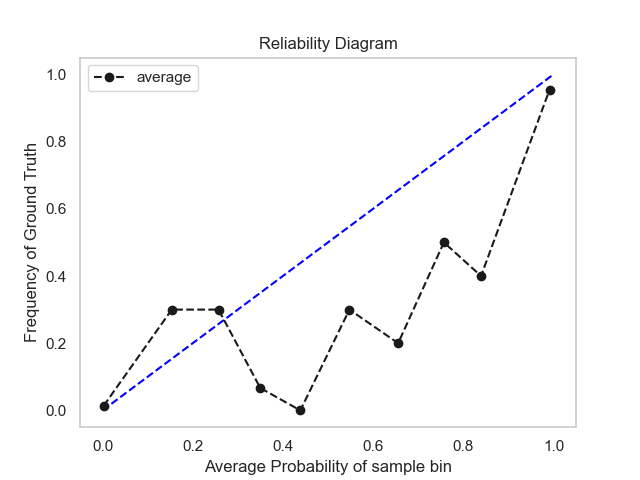 Reliability Diagram
average
1.0
0.8
0.6
0.4
0.2
0.0
Frequency of Ground Truth
0.0 0.2 0.4 0.6 0.8 1.0
Average Probability of sample bin